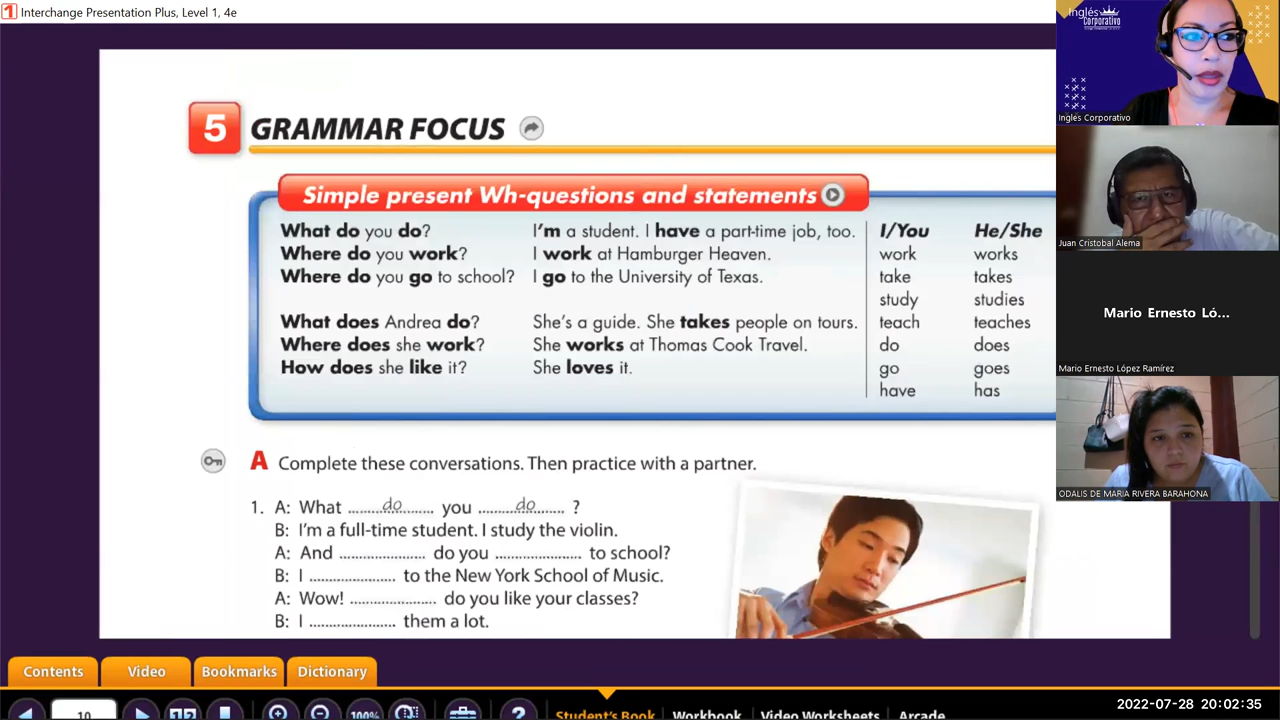 Interchange Presentation Plus, Level 1, 4e
Inglés
Corporativo
Inglés Corporativo
Juan Cristobal Alema
Mario Ernesto Ló...
Mario Ernesto López Ramírez
ODALIS DE MARIA RIVERA BARAHONA
5 GRAMMAR FOCUS
Simple present Wh-questions and statements
What do you do? I'm a student. I have a part-time job, too. I/You He/She
Where do you work? I work at Hamburger Heaven. work works
Where do you go to school? I go to the University of Texas. take takes
study studies
What does Andrea do? She's a guide. She takes people on tours. teach teaches
Where does she work? She works at Thomas Cook Travel. do does
How does she like it? She loves it. go goes
have has
A Complete these conversations. Then practice with a partner.
1. A: What ........do.......... you ........do........ ?
B: I'm a full-time student. I study the violin.
A: And ...................... do you ...................... to school?
B: I ...................... to the New York School of Music.
A: Wow! ...................... do you like your classes?
B: I ...................... them a lot.
Contents Video Bookmarks Dictionary
10 100% ? Student's Book Workbook Video Worksheets Arcade
2022-07-28 20:02:35